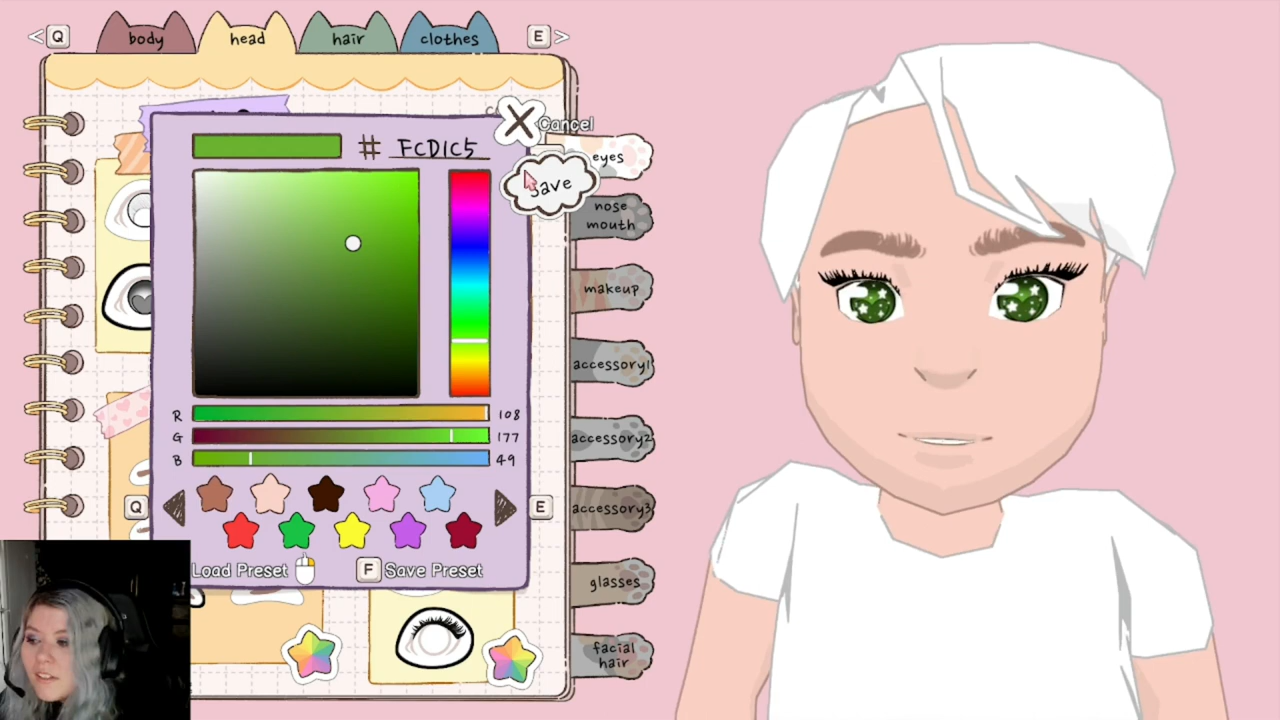 < Q body head hair clothes E >
Cancel
# FCD1C5
eyes
Save
nose
mouth
makeup
accessory1
R 108
G 177
accessory2
B 49
Q E
accessory3
Load Preset F Save Preset
glasses
facial
hair